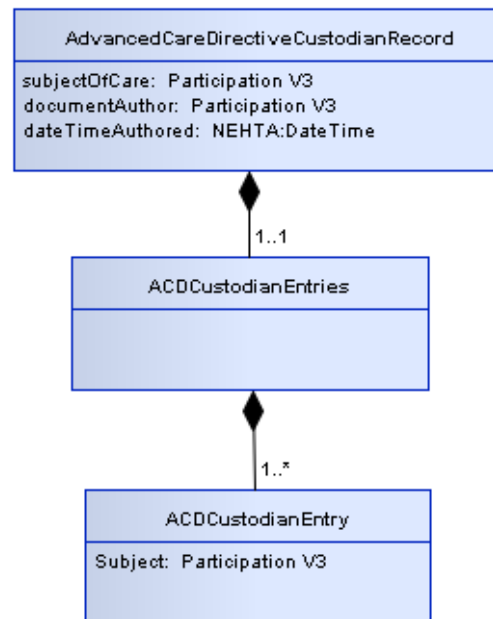 AdvancedCareDirectiveCustodianRecord
subjectOfCare: Participation V3
documentAuthor: Participation V3
dateTimeAuthored: NEHTA:DateTime
1..1
ACDCustodianEntries
1..*
ACDCustodianEntry
Subject: Participation V3